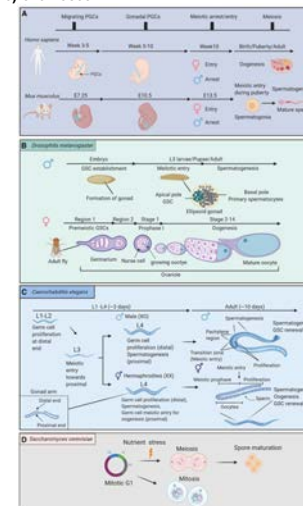 A
Migrating PGCs
Gonadal PGCs
Meiotic arrest/entry
Meiosis
Homo sapiens
Week 3-5
Week 5-10
Week10
Birth/Puberty/Adult
PGCs
Entry
Arrest
Oogenesis
Mus musculus
E7.25
E10.5
E13.5
Meiotic entry
during puberty
Entry
Arrest
Spermatogonia
B
Drosophila melanogaster
Embryo
L3 larvae/Pupae/Adult
GSC establishment
Meiotic entry
Spermatogenesis
Formation of gonad
Apical pole
GSC
Basal pole
Primary spermatocytes
Ellipsoid gonad
Region 1
Region 2
Stage 1
Stage 2-14
Premeiotic GSCs
Prophase I
Oogenesis
Adult fly
Germarium
Nurse cell
growing oocyte
Mature oocyte
Ovariole
C
Caenorhabditis elegans
L1-L4 (~3 days)
Adult (~10 days)
L1-L2
Germ cell
proliferation
at distal
end
L3
Meiotic
entry
towards
proximal
Male (XO)
L4
Germ cell
proliferation (distal)
Spermatogenesis
(proximal)
Hermaphrodites (XX)
L4
Germ cell proliferation (distal),
Spermatogenesis,
Germ cell meiotic entry for
oogenesis (proximal)
Gonad arm
Distal end
Proximal end
Spermatogenesis
Pachytene
region
Transition zone
(Meiotic entry)
Proliferation
Meiotic entry
Meiotic prophase
Proliferation
Sperm
Oocytes
GSC renewal
Oogenesis
D
Saccharomyces cerevisiae
Nutrient stress
Meiosis
Spore maturation
Mitotic G1
Mitosis